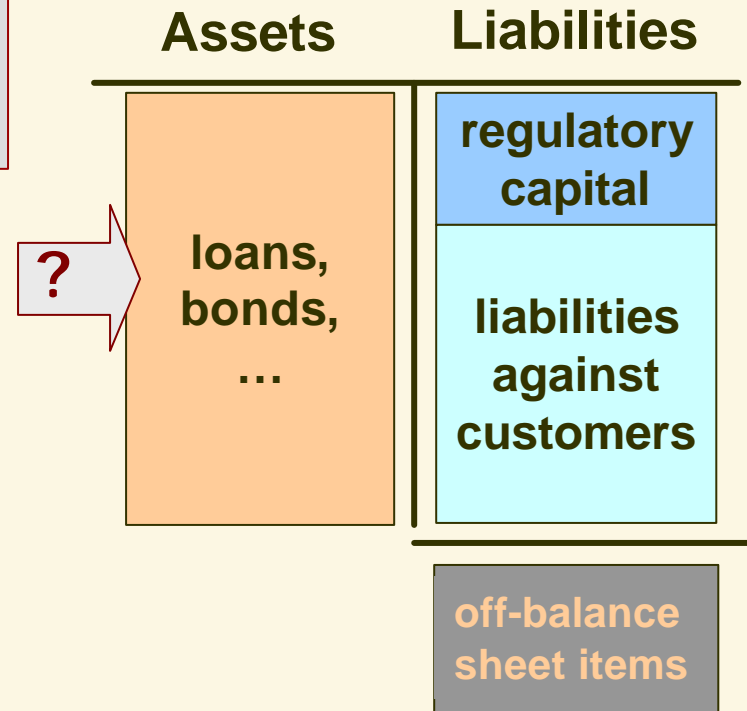 Assets
Liabilities
regulatory
capital
?
loans,
bonds,
…
liabilities
against
customers
off-balance
sheet items